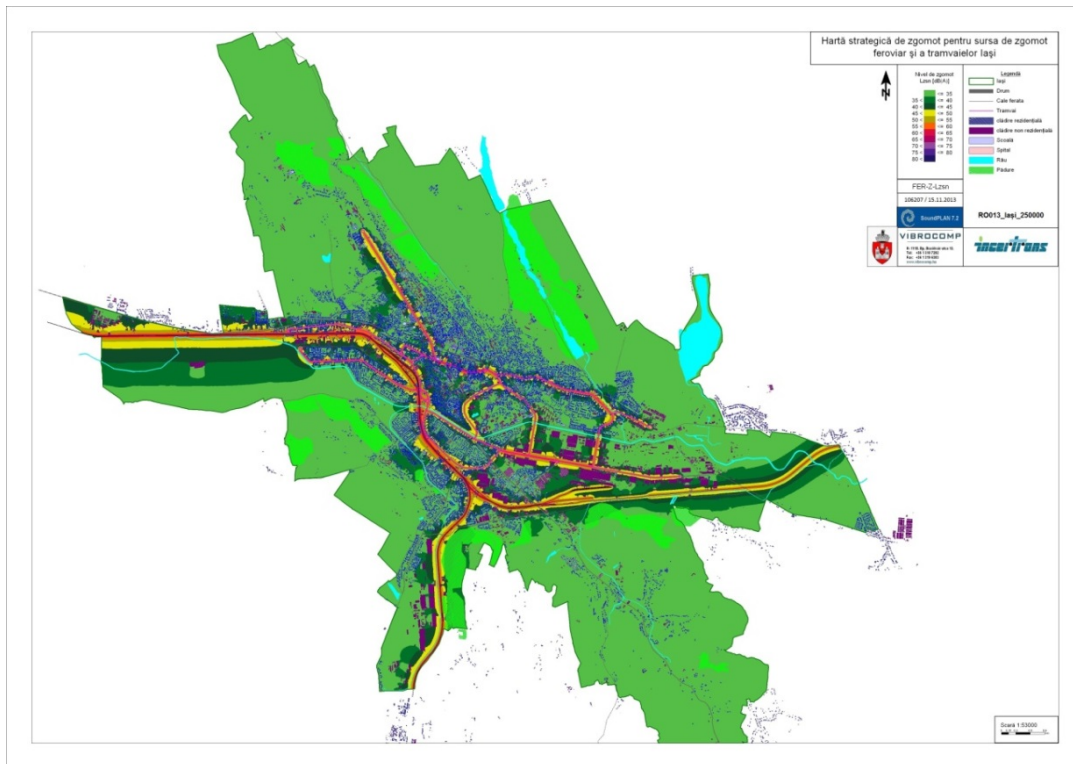 Hartă strategică de zgomot pentru sursa de zgomot
feroviar şi a tramvaielor Iaşi
Nivel de zgomot
Lzsn [dB(A)]
<= 35
35 < <= 40
40 < <= 45
45 < <= 50
50 < <= 55
55 < <= 60
60 < <= 65
65 < <= 70
70 < <= 75
75 < <= 80
80 <
Legendă
Iaşi
Drum
Cale ferata
Tramvai
clădire rezidenţială
clădire non rezidenţială
Scoală
Spital
Râu
Pădure
FER-Z-Lzsn
106207 / 15.11.2013
SoundPLAN 7.2
RO013_Iaşi_250000
VIBROCOMP
incertrans
Scară 1:53000